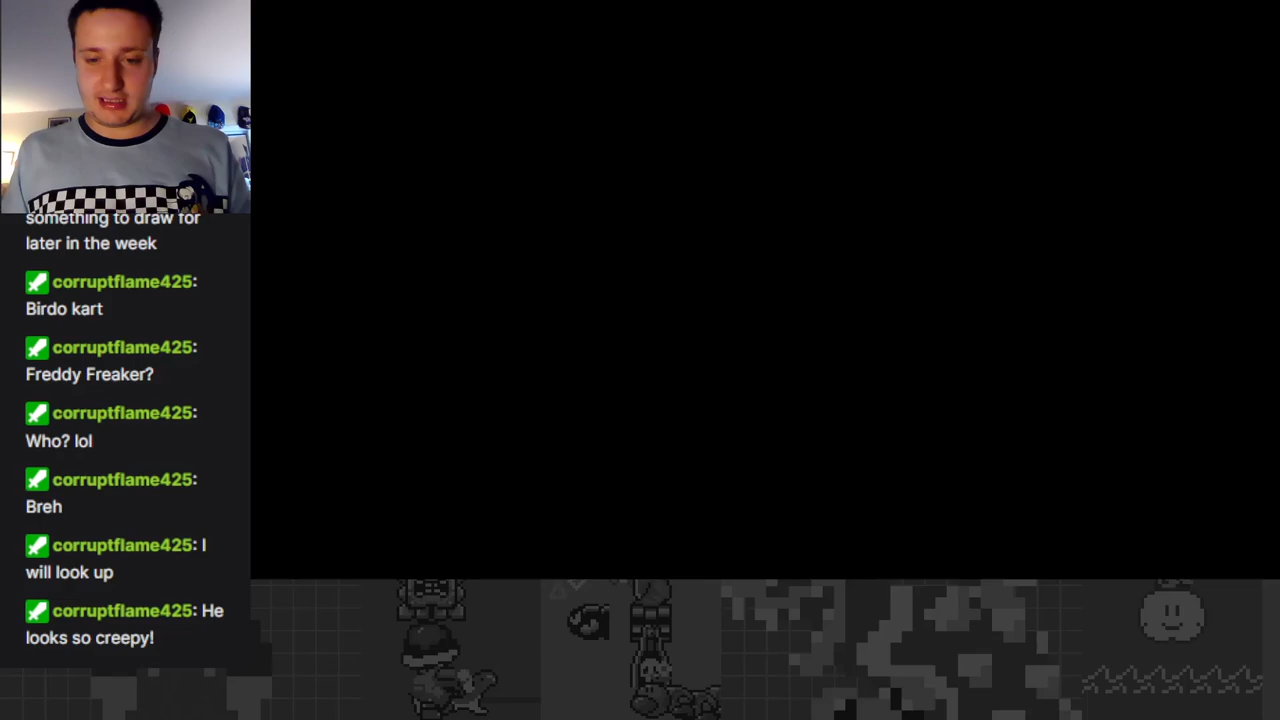 something to draw for
later in the week
corruptflame425:
Birdo kart
corruptflame425:
Freddy Freaker?
corruptflame425:
Who? lol
corruptflame425:
Breh
corruptflame425: I
will look up
corruptflame425: He
looks so creepy!